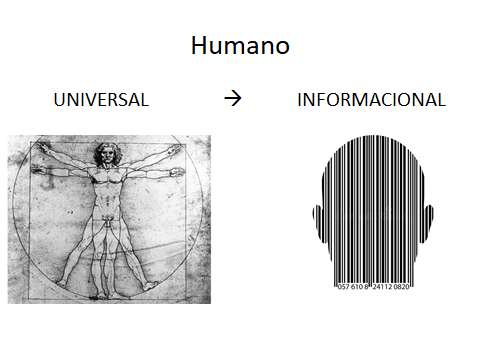 Humano
UNIVERSAL → INFORMACIONAL
057 610 8 24112 0820